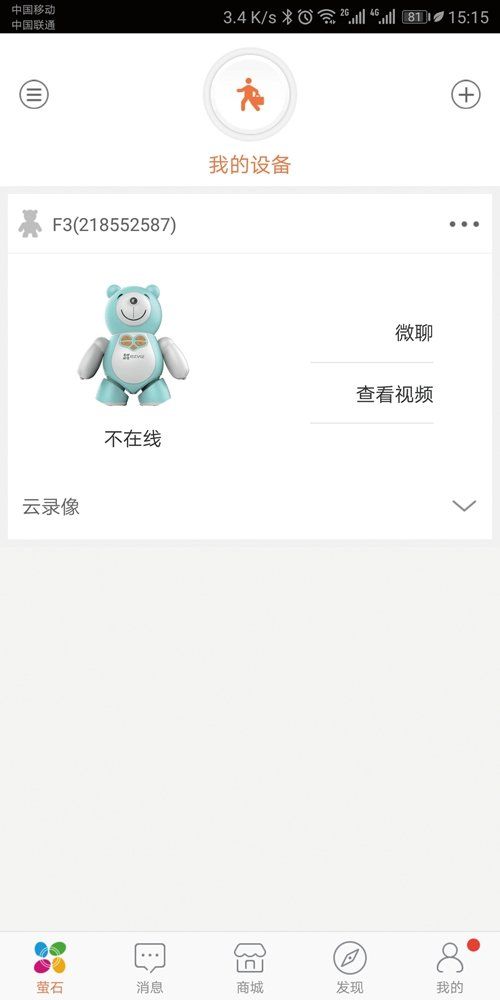 中国移动
中国联通
3.4 K/s 2G 4G 81 15:15
我的设备
F3(218552587)
EZVIZ
微聊
查看视频
不在线
云录像
萤石
消息
商城
发现
我的